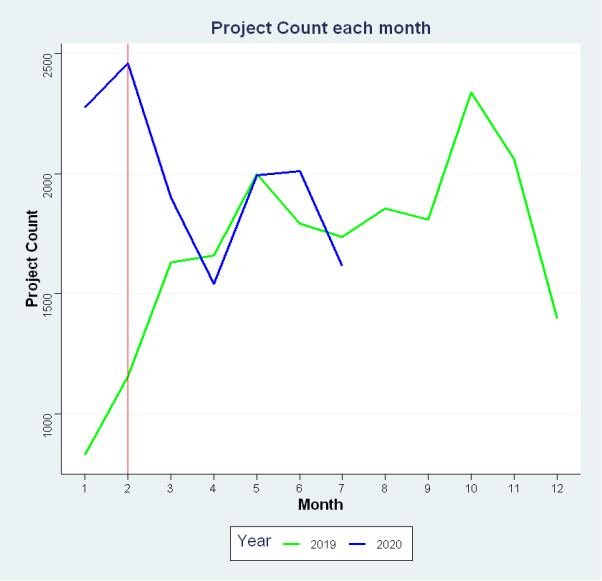 Project Count each month
Project Count
2500
2000
1500
1000
1 2 3 4 5 6 7 8 9 10 11 12
Month
Year 2019 2020